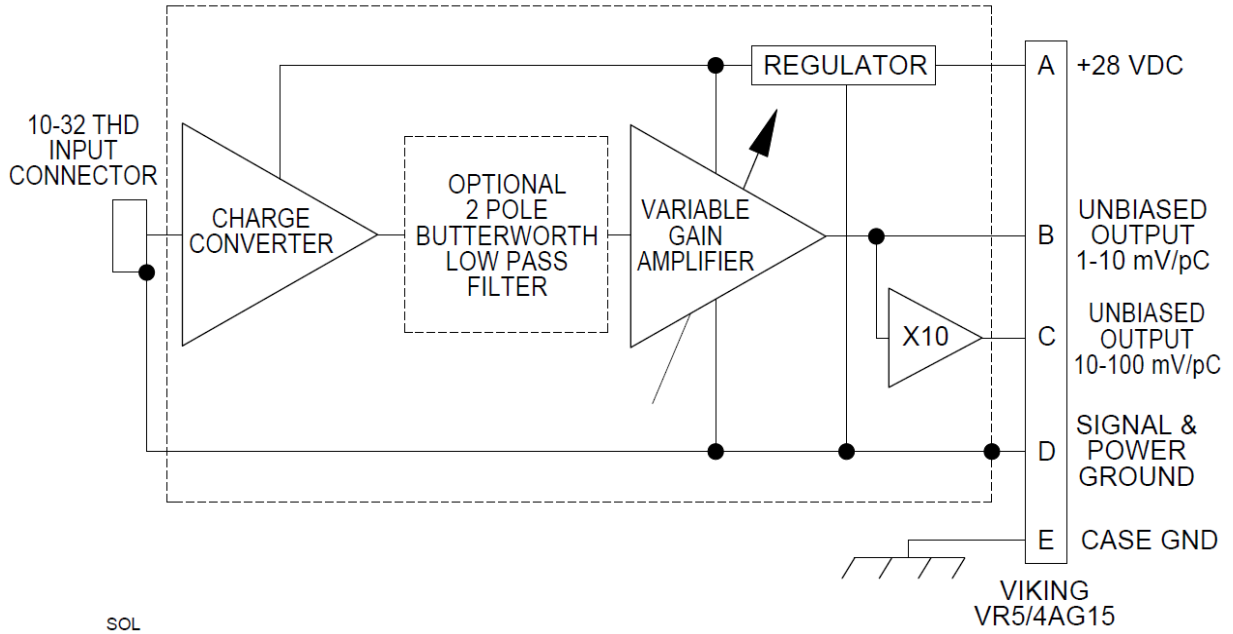 10-32 THD
INPUT
CONNECTOR
CHARGE
CONVERTER
OPTIONAL
2 POLE
BUTTERWORTH
LOW PASS
FILTER
VARIABLE
GAIN
AMPLIFIER
REGULATOR
X10
A
+28 VDC
B
UNBIASED
OUTPUT
1-10 mV/pC
C
UNBIASED
OUTPUT
10-100 mV/pC
D
SIGNAL &
POWER
GROUND
E
CASE GND
VIKING
VR5/4AG15
SOL